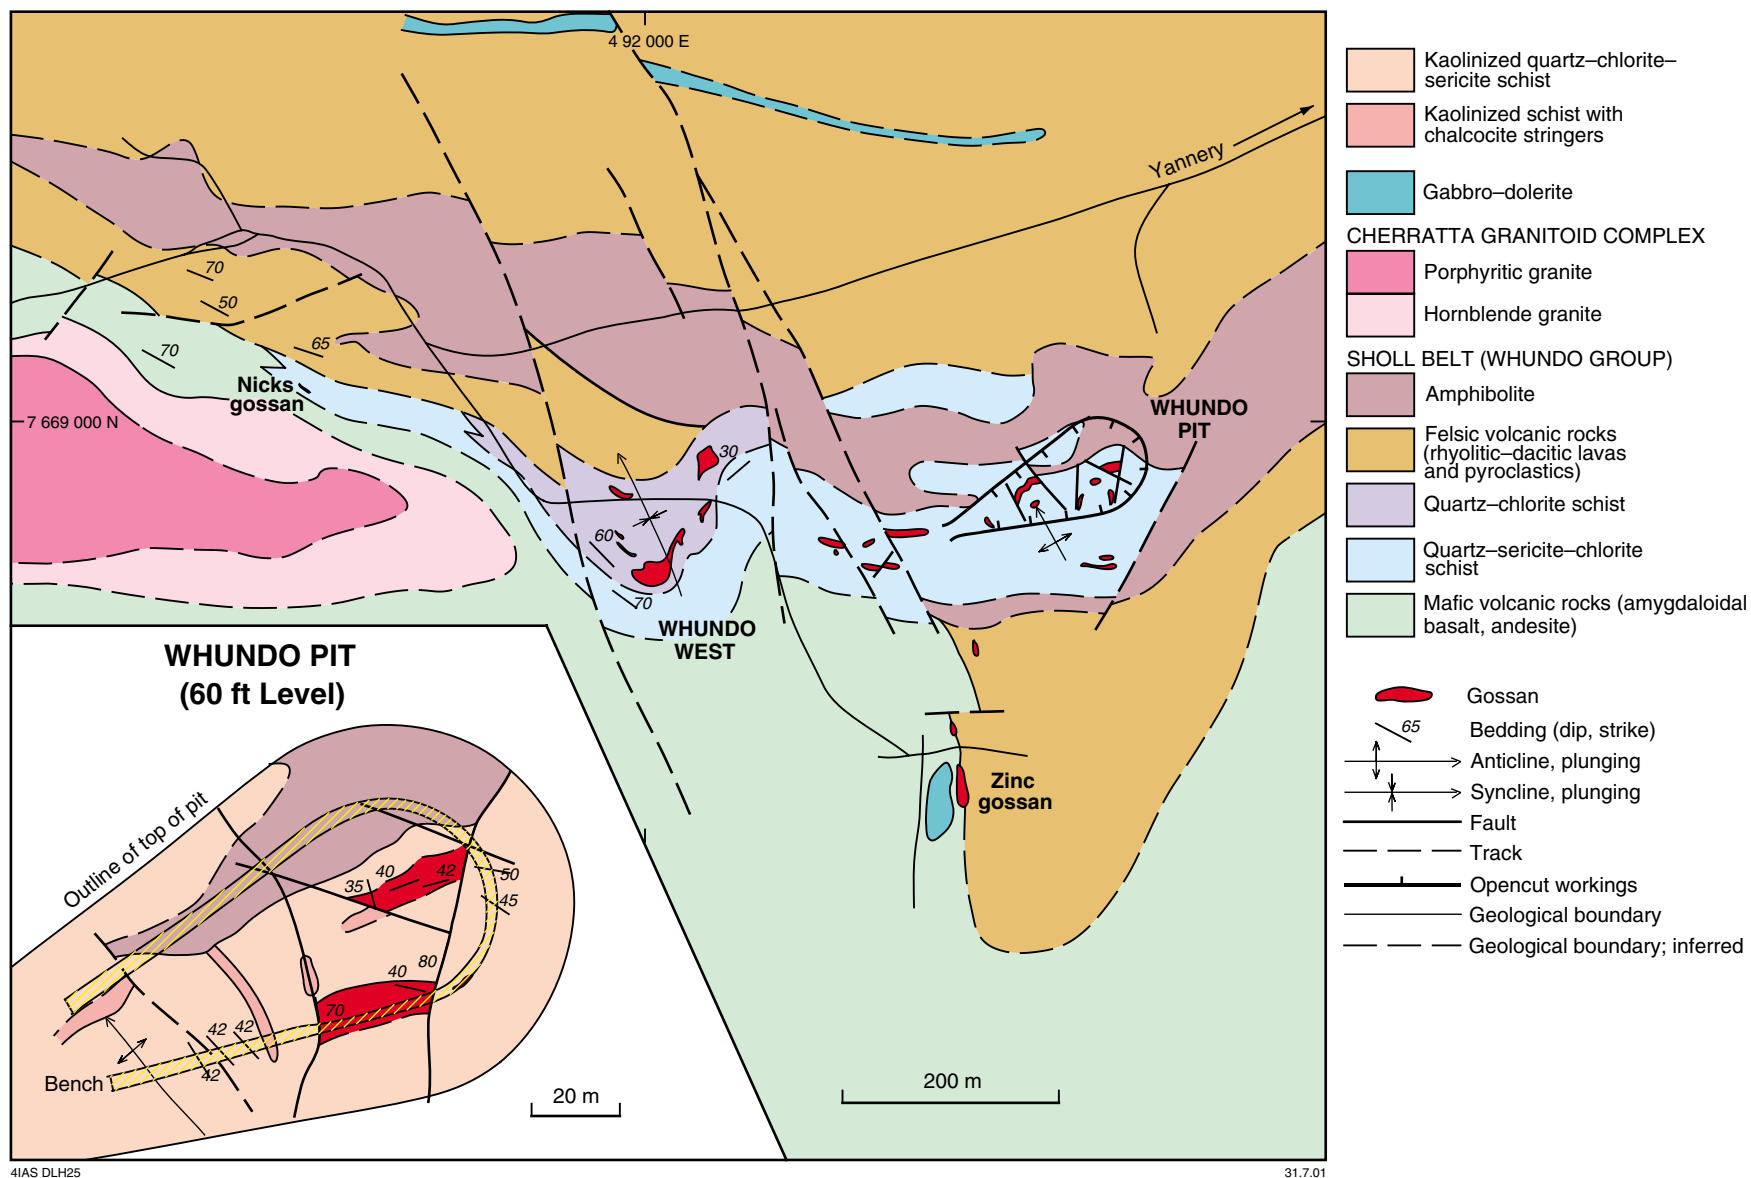 4 92 000 E
Yannery
70
50
65
70
Nicks
gossan
7 669 000 N
WHUNDO
PIT
30
60
70
WHUNDO
WEST
Zinc
gossan
200 m
WHUNDO PIT
(60 ft Level)
Outline of top of pit
35
40
42
50
45
40
80
70
42
42
42
Bench
20 m
Kaolinized quartz–chlorite–
sericite schist
Kaolinized schist with
chalcocite stringers
Gabbro–dolerite
CHERRATTA GRANITOID COMPLEX
Porphyritic granite
Hornblende granite
SHOLL BELT (WHUNDO GROUP)
Amphibolite
Felsic volcanic rocks
(rhyolitic–dacitic lavas
and pyroclastics)
Quartz–chlorite schist
Quartz–sericite–chlorite
schist
Mafic volcanic rocks (amygdaloidal
basalt, andesite)
Gossan
65
Bedding (dip, strike)
Anticline, plunging
Syncline, plunging
Fault
Track
Opencut workings
Geological boundary
Geological boundary; inferred
4IAS DLH25
31.7.01